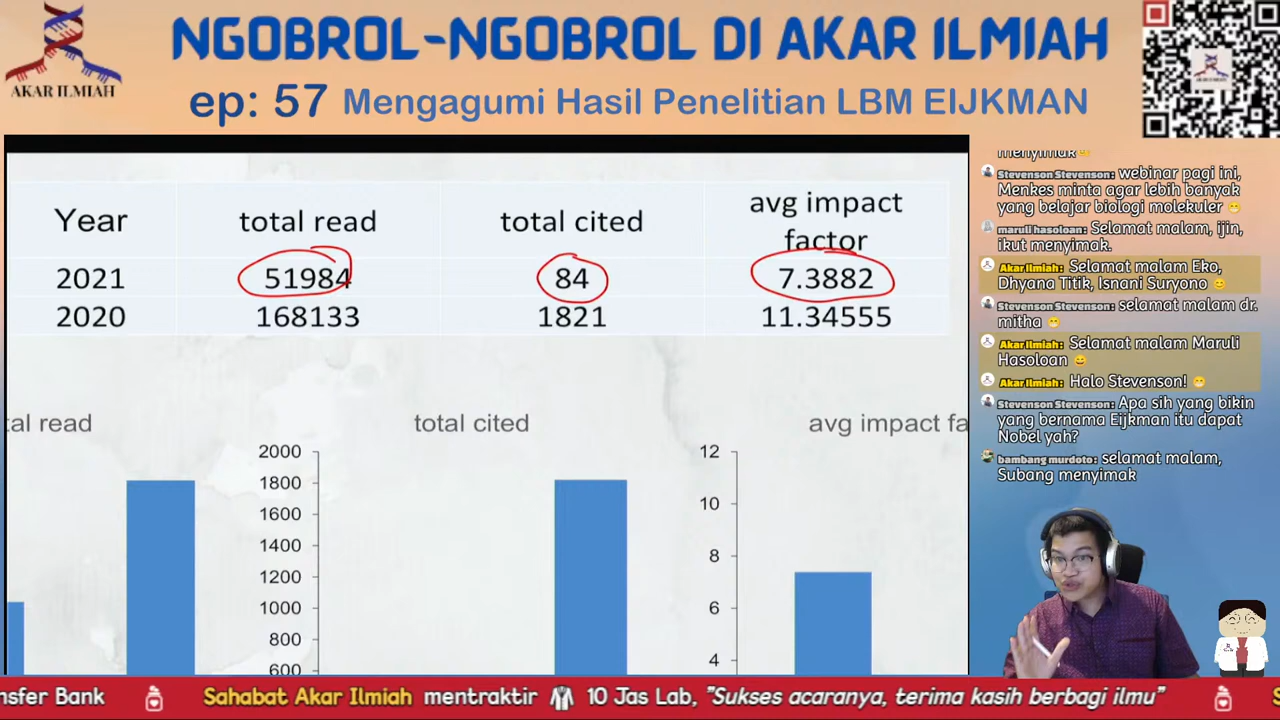 AKAR ILMIAH
NGOBROL-NGOBROL DI AKAR ILMIAH
ep: 57 Mengagumi Hasil Penelitian LBM EIJKMAN
Year total read total cited avg impact
factor
2021 51984 84 7.3882
2020 168133 1821 11.34555
tal read
total cited
avg impact fa
2000
1800
1600
1400
1200
1000
800
600
12
10
8
6
4
menyimak
Stevenson Stevenson: webinar pagi ini,
Menkes minta agar lebih banyak
yang belajar biologi molekuler 😁
maruli hasoloan: Selamat malam, ijin,
ikut menyimak.
Akar Ilmiah: Selamat malam Eko,
Dhyana Titik, Isnani Suryono 😊
Stevenson Stevenson: selamat malam dr.
mitha 😁
Akar Ilmiah: Selamat malam Maruli
Hasoloan 😄
Akar Ilmiah: Halo Stevenson! 😁
Stevenson Stevenson: Apa sih yang bikin
yang bernama Eijkman itu dapat
Nobel yah?
bambang murdoto: selamat malam,
Subang menyimak
nsfer Bank Sahabat Akar Ilmiah mentraktir 10 Jas Lab, "Sukses acaranya, terima kasih berbagi ilmu" S